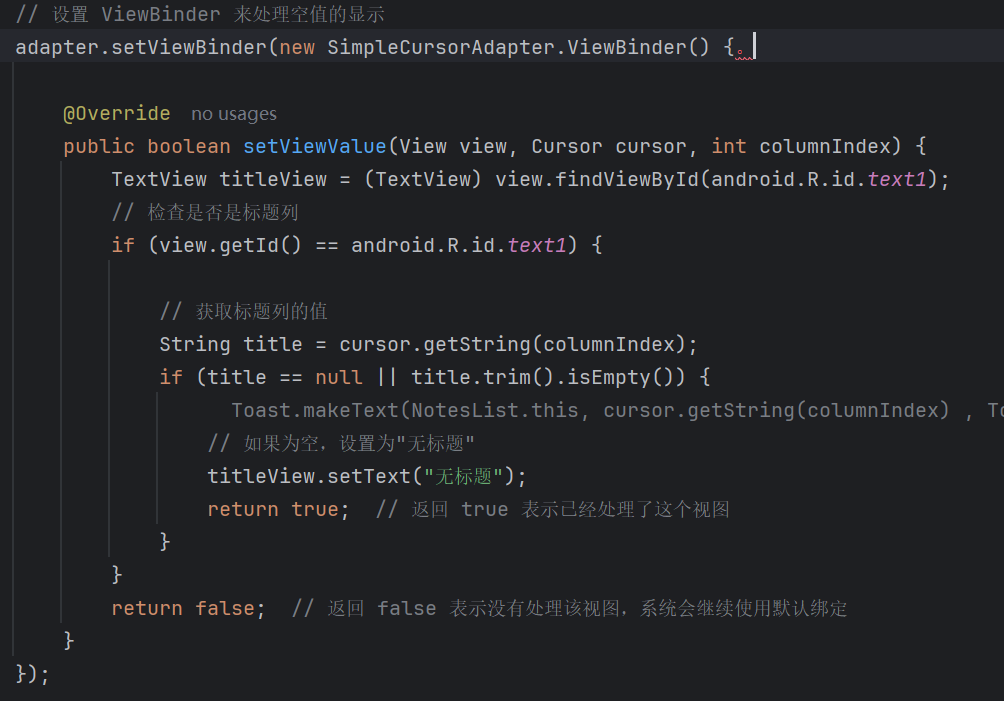 // 设置 ViewBinder 来处理空值的显示
adapter.setViewBinder(new SimpleCursorAdapter.ViewBinder() {。
@Override no usages
public boolean setViewValue(View view, Cursor cursor, int columnIndex) {
TextView titleView = (TextView) view.findViewById(android.R.id.text1);
// 检查是否是标题列
if (view.getId() == android.R.id.text1) {
// 获取标题列的值
String title = cursor.getString(columnIndex);
if (title == null || title.trim().isEmpty()) {
Toast.makeText(NotesList.this, cursor.getString(columnIndex) ,
// 如果为空，设置为"无标题"
titleView.setText("无标题");
return true; // 返回 true 表示已经处理了这个视图
}
}
return false; // 返回 false 表示没有处理该视图，系统会继续使用默认绑定
}
});